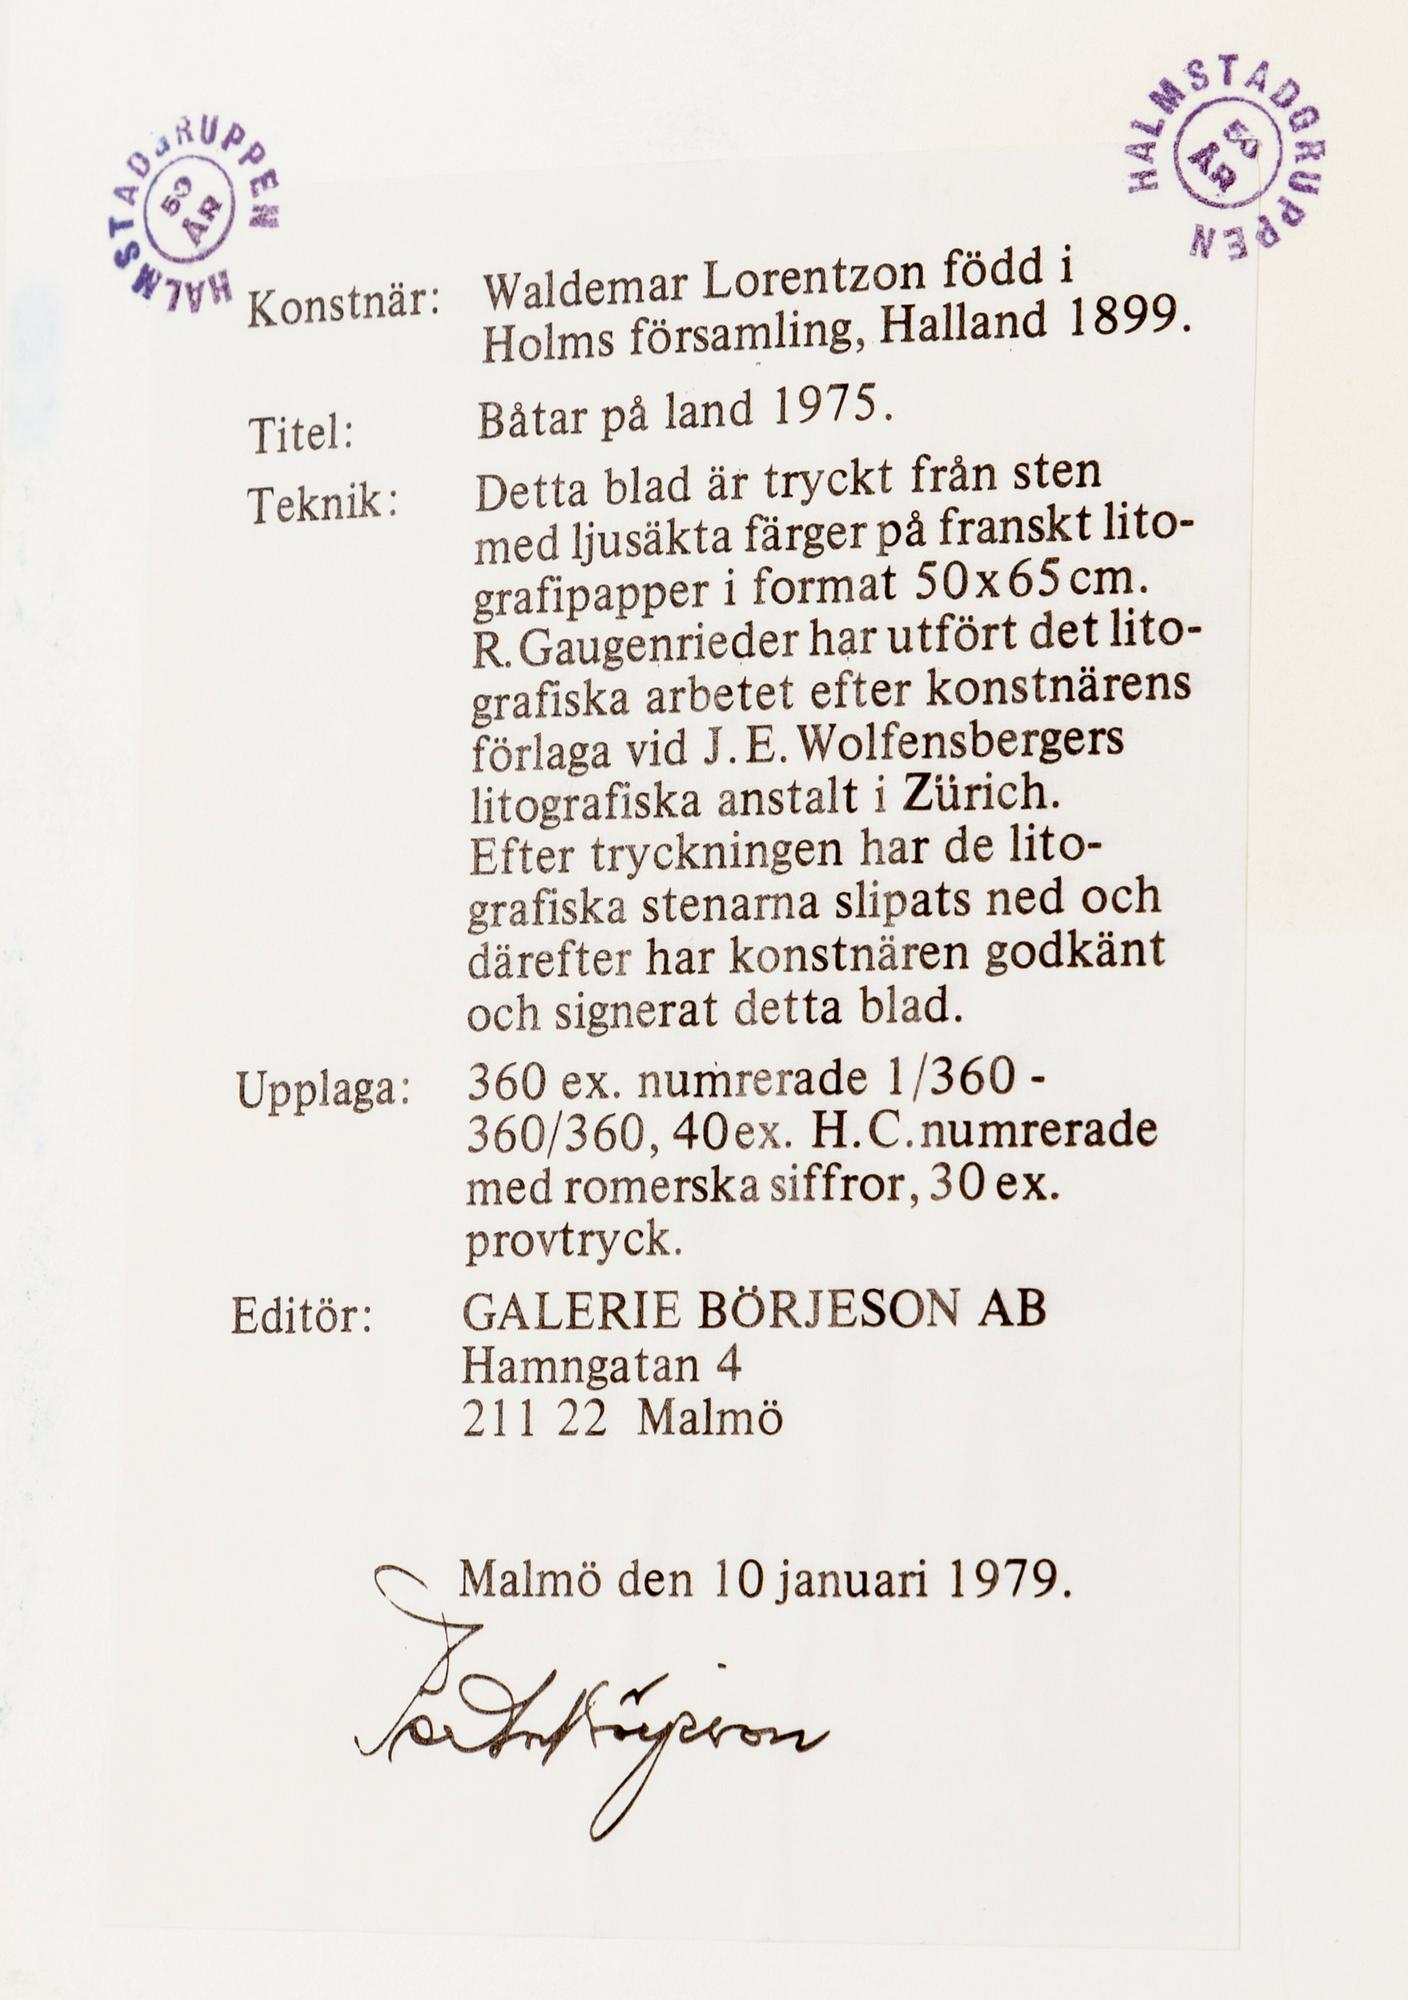 HALMSTADGRUPPEN
50
ÅR
HALMSTADGRUPPEN
50
ÅR
Konstnär: Waldemar Lorentzon född i
Holms församling, Halland 1899.
Titel: Båtar på land 1975.
Teknik: Detta blad är tryckt från sten
med ljusäkta färger på franskt lito-
grafipapper i format 50x65cm.
R. Gaugenrieder har utfört det lito-
grafiska arbetet efter konstnärens
förlaga vid J.E. Wolfensbergers
litografiska anstalt i Zürich.
Efter tryckningen har de lito-
grafiska stenarna slipats ned och
därefter har konstnären godkänt
och signerat detta blad.
Upplaga: 360 ex. numrerade 1/360 -
360/360, 40ex. H.C. numrerade
med romerska siffror, 30 ex.
provtryck.
Editör: GALERIE BÖRJESON AB
Hamngatan 4
211 22 Malmö
Malmö den 10 januari 1979.